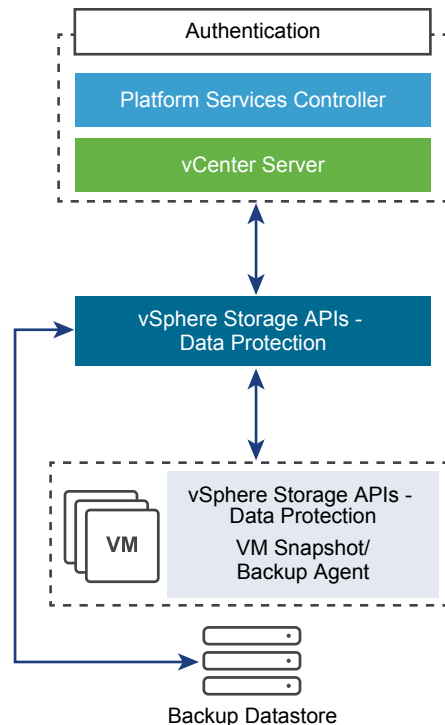 Authentication
Platform Services Controller
vCenter Server
vSphere Storage APIs -
Data Protection
vSphere Storage APIs -
Data Protection
VM Snapshot/
Backup Agent
VM
Backup Datastore